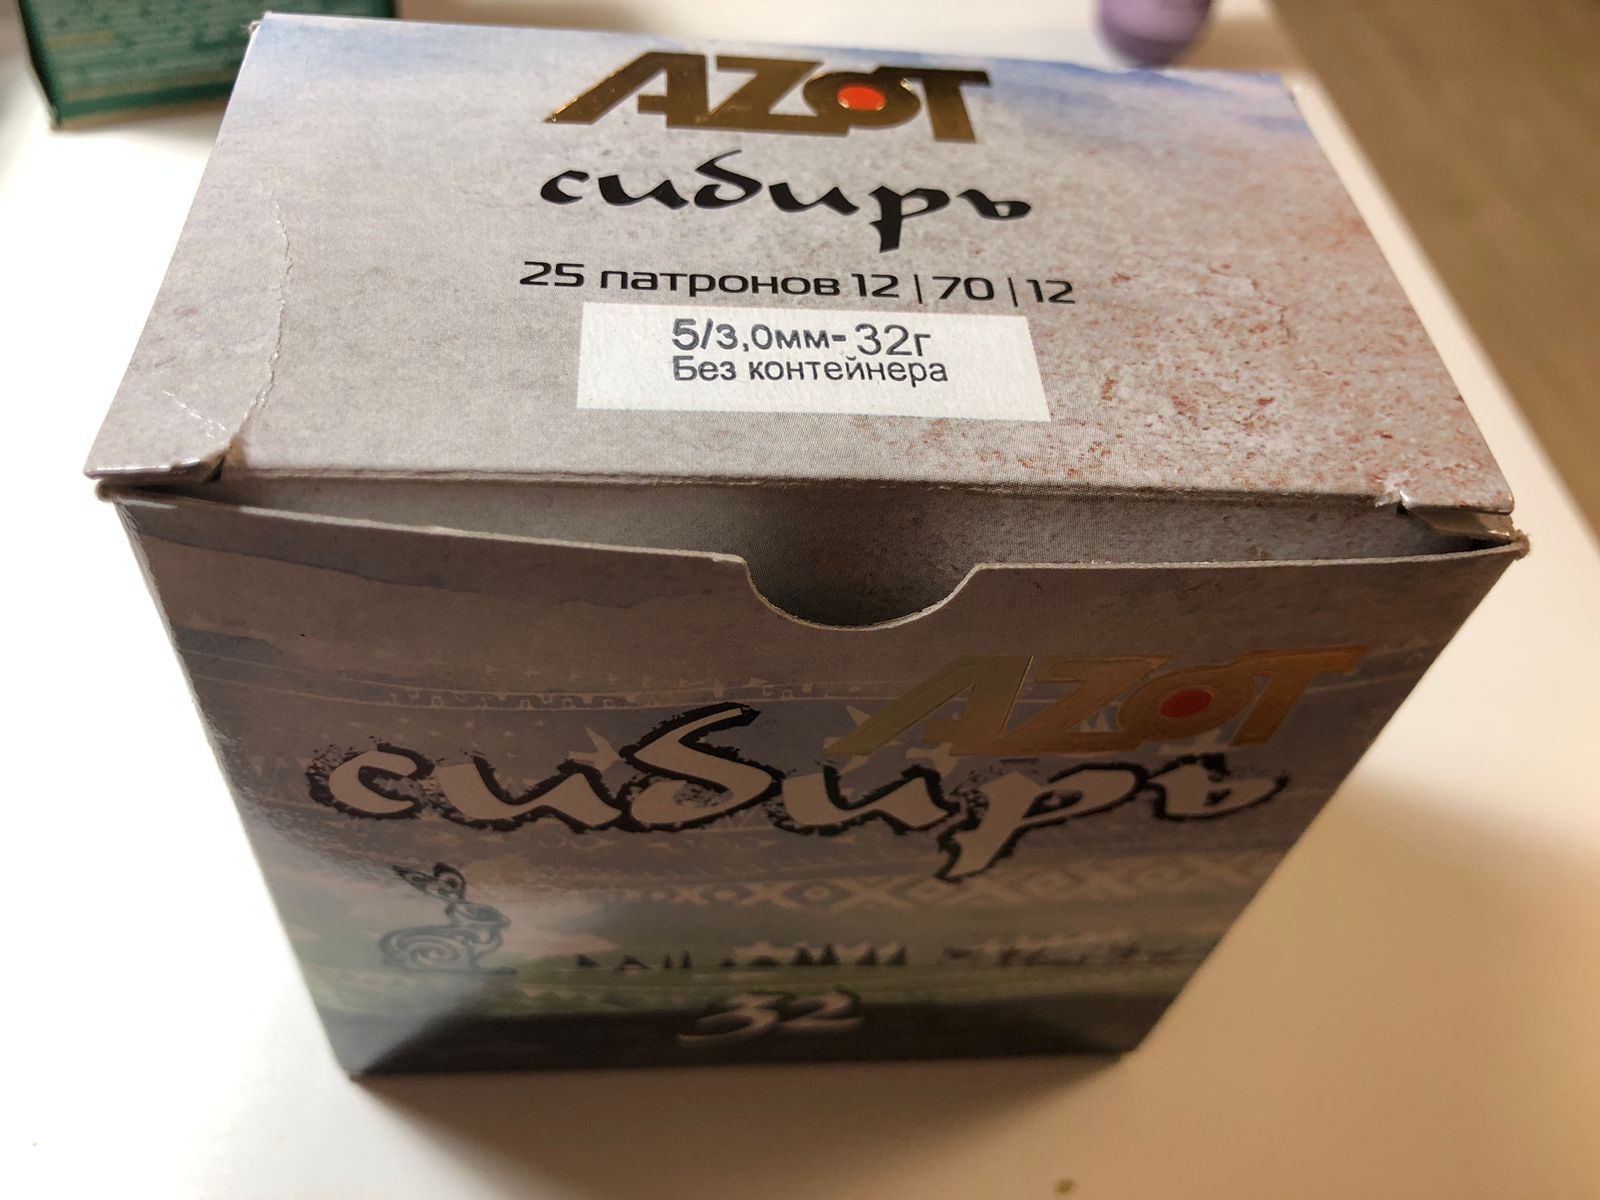 AZOT
сибирь
25 патронов 12 | 70 | 12
5/3,0мм- 32г
Без контейнера
AZOT
сибирь
32